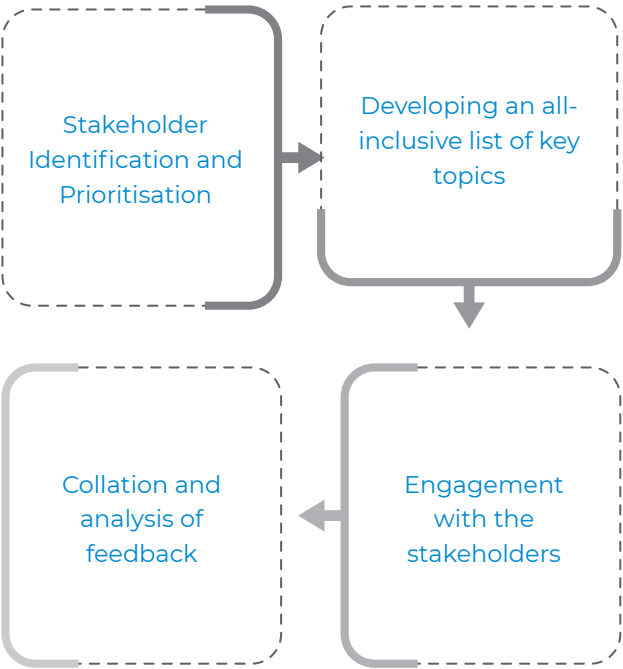 Stakeholder
Identification and
Prioritisation
Developing an all-
inclusive list of key
topics
Engagement
with the
stakeholders
Collation and
analysis of
feedback